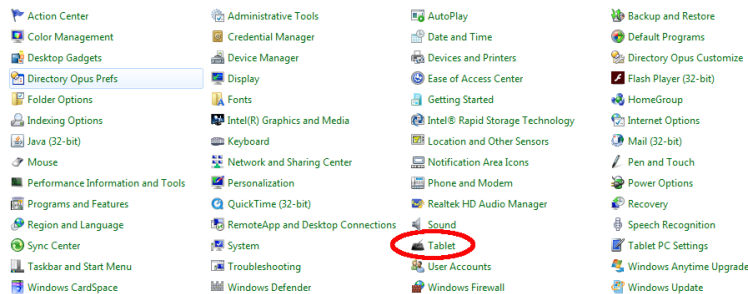 Action Center Administrative Tools AutoPlay Backup and Restore
Color Management Credential Manager Date and Time Default Programs
Desktop Gadgets Device Manager Devices and Printers Directory Opus Customize
Directory Opus Prefs Display Ease of Access Center Flash Player (32-bit)
Folder Options Fonts Getting Started HomeGroup
Indexing Options Intel(R) Graphics and Media Intel® Rapid Storage Technology Internet Options
Java (32-bit) Keyboard Location and Other Sensors Mail (32-bit)
Mouse Network and Sharing Center Notification Area Icons Pen and Touch
Performance Information and Tools Personalization Phone and Modem Power Options
Programs and Features QuickTime (32-bit) Realtek HD Audio Manager Recovery
Region and Language RemoteApp and Desktop Connections Sound Speech Recognition
Sync Center System Tablet Tablet PC Settings
Taskbar and Start Menu Troubleshooting User Accounts Windows Anytime Upgrade
Windows CardSpace Windows Defender Windows Firewall Windows Update